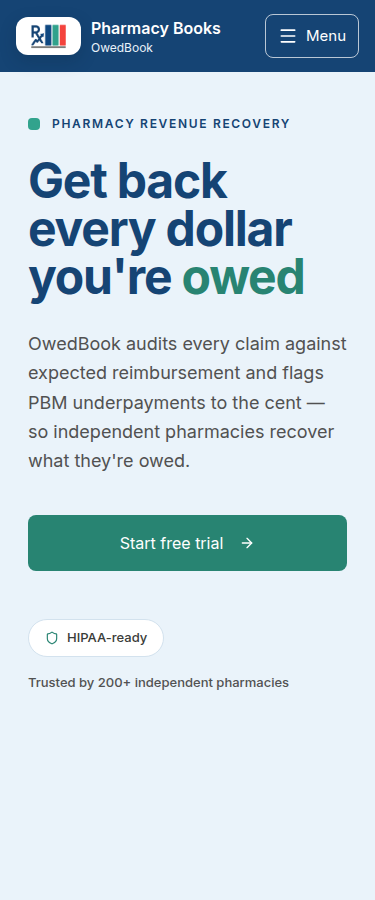 Rx
Pharmacy Books
OwedBook
Menu
PHARMACY REVENUE RECOVERY
Get back
every dollar
you're owed
OwedBook audits every claim against
expected reimbursement and flags
PBM underpayments to the cent —
so independent pharmacies recover
what they're owed.
Start free trial →
HIPAA-ready
Trusted by 200+ independent pharmacies